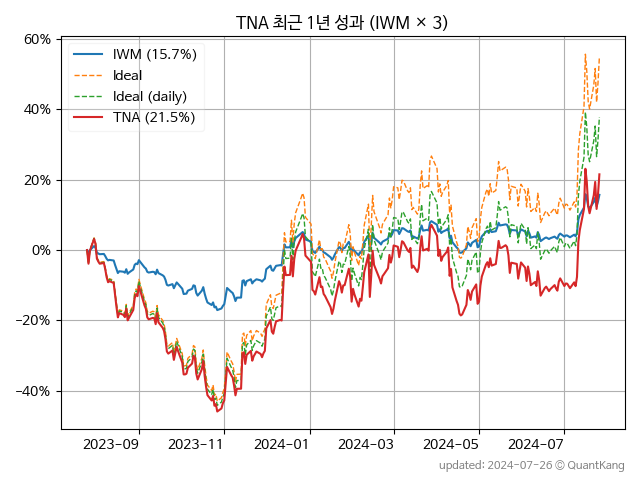 TNA 최근 1년 성과 (IWM × 3)
IWM (15.7%)
Ideal
Ideal (daily)
TNA (21.5%)
60%
40%
20%
0%
−20%
−40%
2023−09 2023−11 2024−01 2024−03 2024−05 2024−07
updated: 2024-07-26 © QuantKang